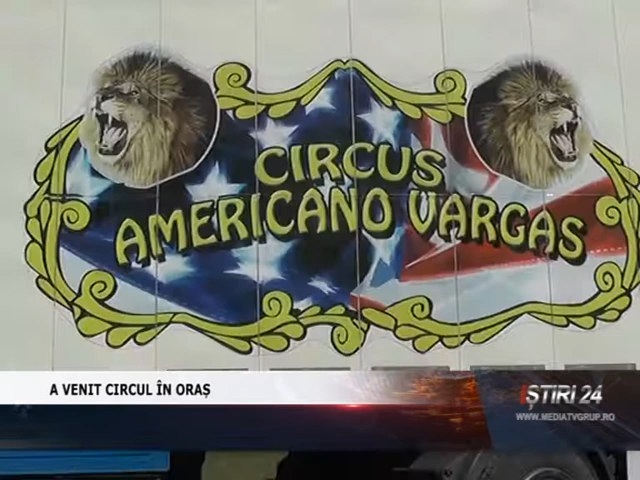 CIRCUS
AMERICANO VARGAS
A VENIT CIRCUL ÎN ORAȘ
ȘTIRI 24
WWW.MEDIATVGRUP.RO